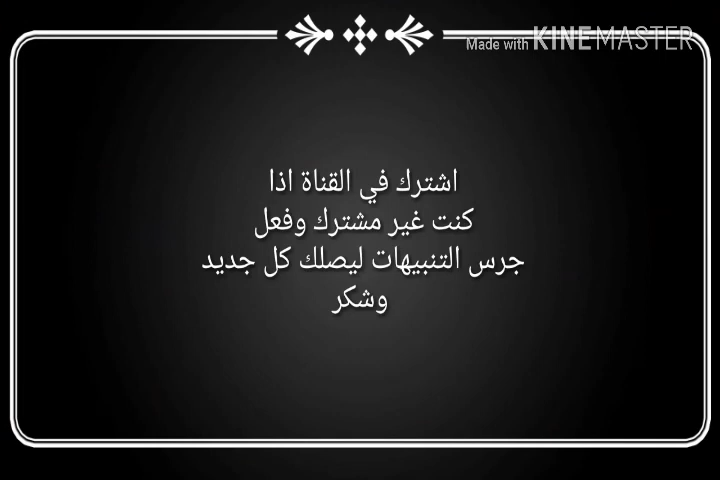 Made with KINEMASTER
اشترك في القناة اذا
كنت غير مشترك وفعل
جرس التنبيهات ليصلك كل جديد
وشكر